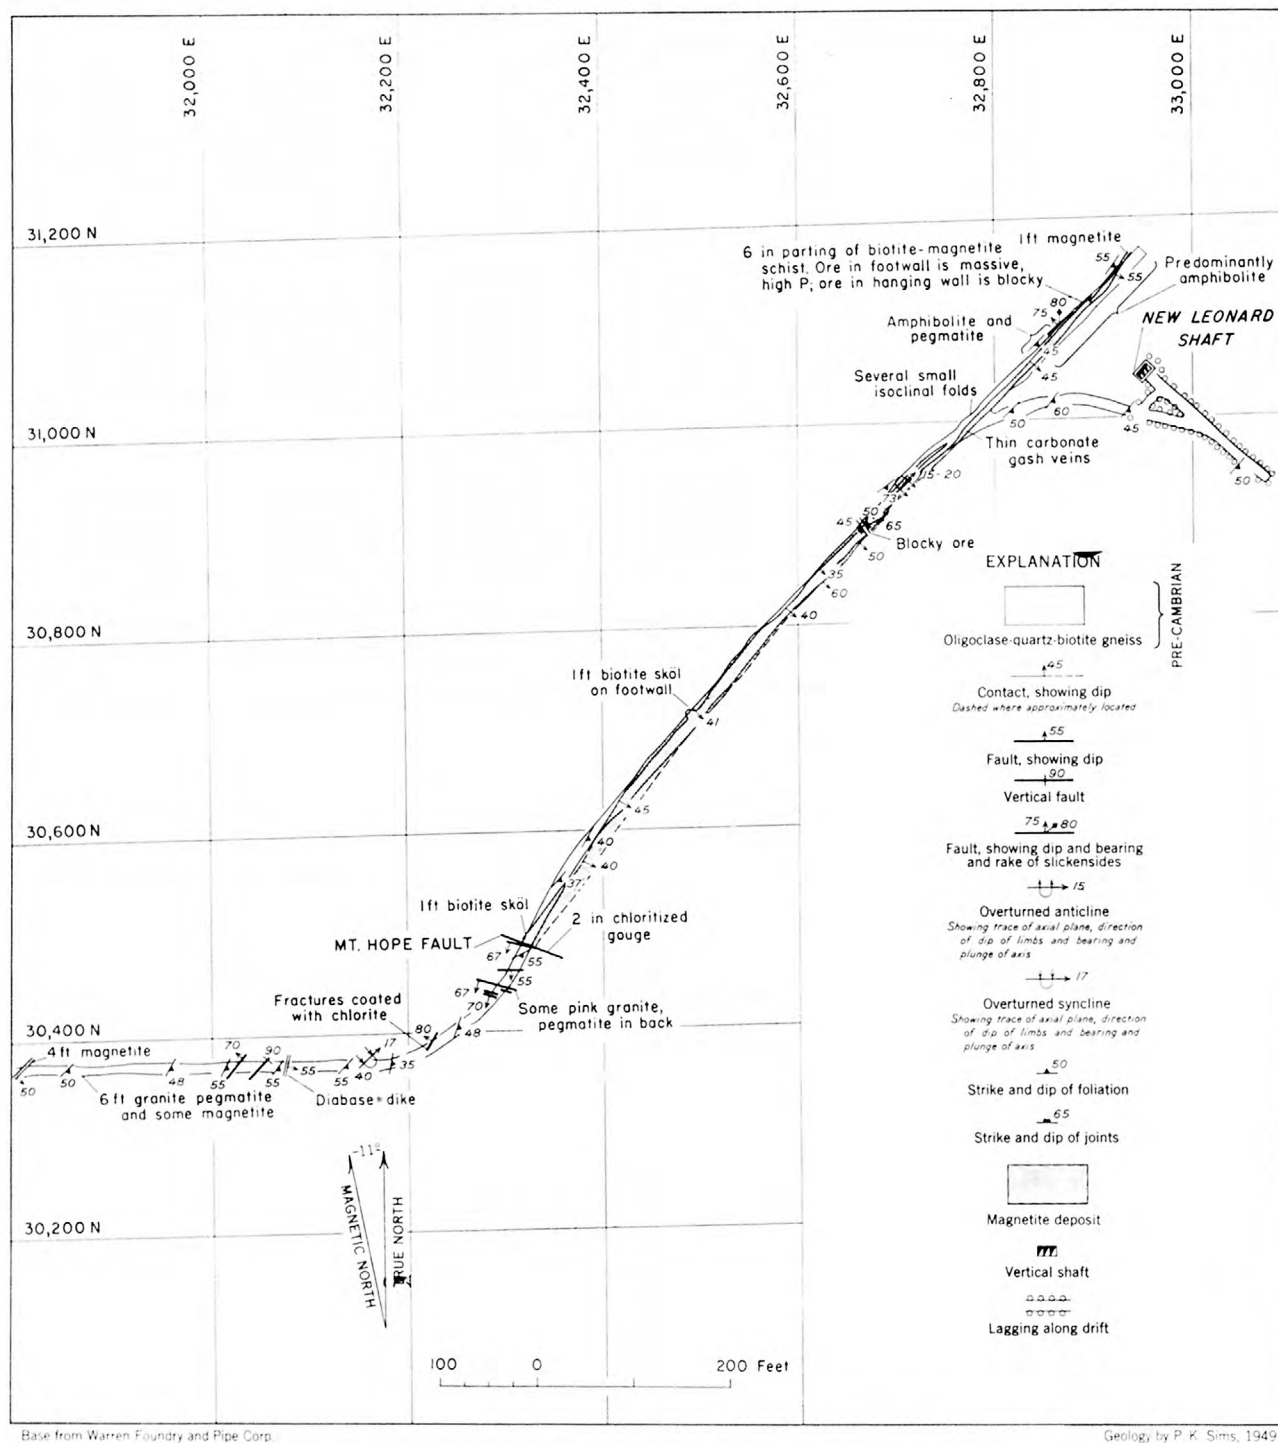 32,000 E
32,200 E
32,400 E
32,600 E
32,800 E
33,000 E
31,200 N
1ft magnetite
6 in parting of biotite-magnetite
schist. Ore in footwall is massive,
high P; ore in hanging wall is blocky
55
55
Predominantly
amphibolite
80
75
Amphibolite and
pegmatite
45
45
NEW LEONARD
SHAFT
Several small
isoclinal folds
50
60
45
31,000 N
Thin carbonate
gash veins
50
15-20
73
50
45
65
Blocky ore
50
35
60
40
30,800 N
1ft biotite sköl
on footwall
41
45
30,600 N
40
40
37
1ft biotite sköl
2 in chloritized
gouge
MT. HOPE FAULT
67
55
55
67
70
Some pink granite,
pegmatite in back
Fractures coated
with chlorite
80
48
30,400 N
4ft magnetite
70
90
17
50
50
48
55
55
55
55
40
35
6ft granite pegmatite
and some magnetite
Diabase dike
-11°
MAGNETIC NORTH
TRUE NORTH
30,200 N
100 0 200 Feet
EXPLANATION
Oligoclase-quartz-biotite gneiss
PRE-CAMBRIAN
45
Contact, showing dip
Dashed where approximately located
55
Fault, showing dip
90
Vertical fault
75 80
Fault, showing dip and bearing
and rake of slickensides
15
Overturned anticline
Showing trace of axial plane, direction
of dip of limbs and bearing and
plunge of axis
17
Overturned syncline
Showing trace of axial plane, direction
of dip of limbs and bearing and
plunge of axis
50
Strike and dip of foliation
65
Strike and dip of joints
Magnetite deposit
Vertical shaft
Lagging along drift
Base from Warren Foundry and Pipe Corp.
Geology by P. K. Sims, 1949